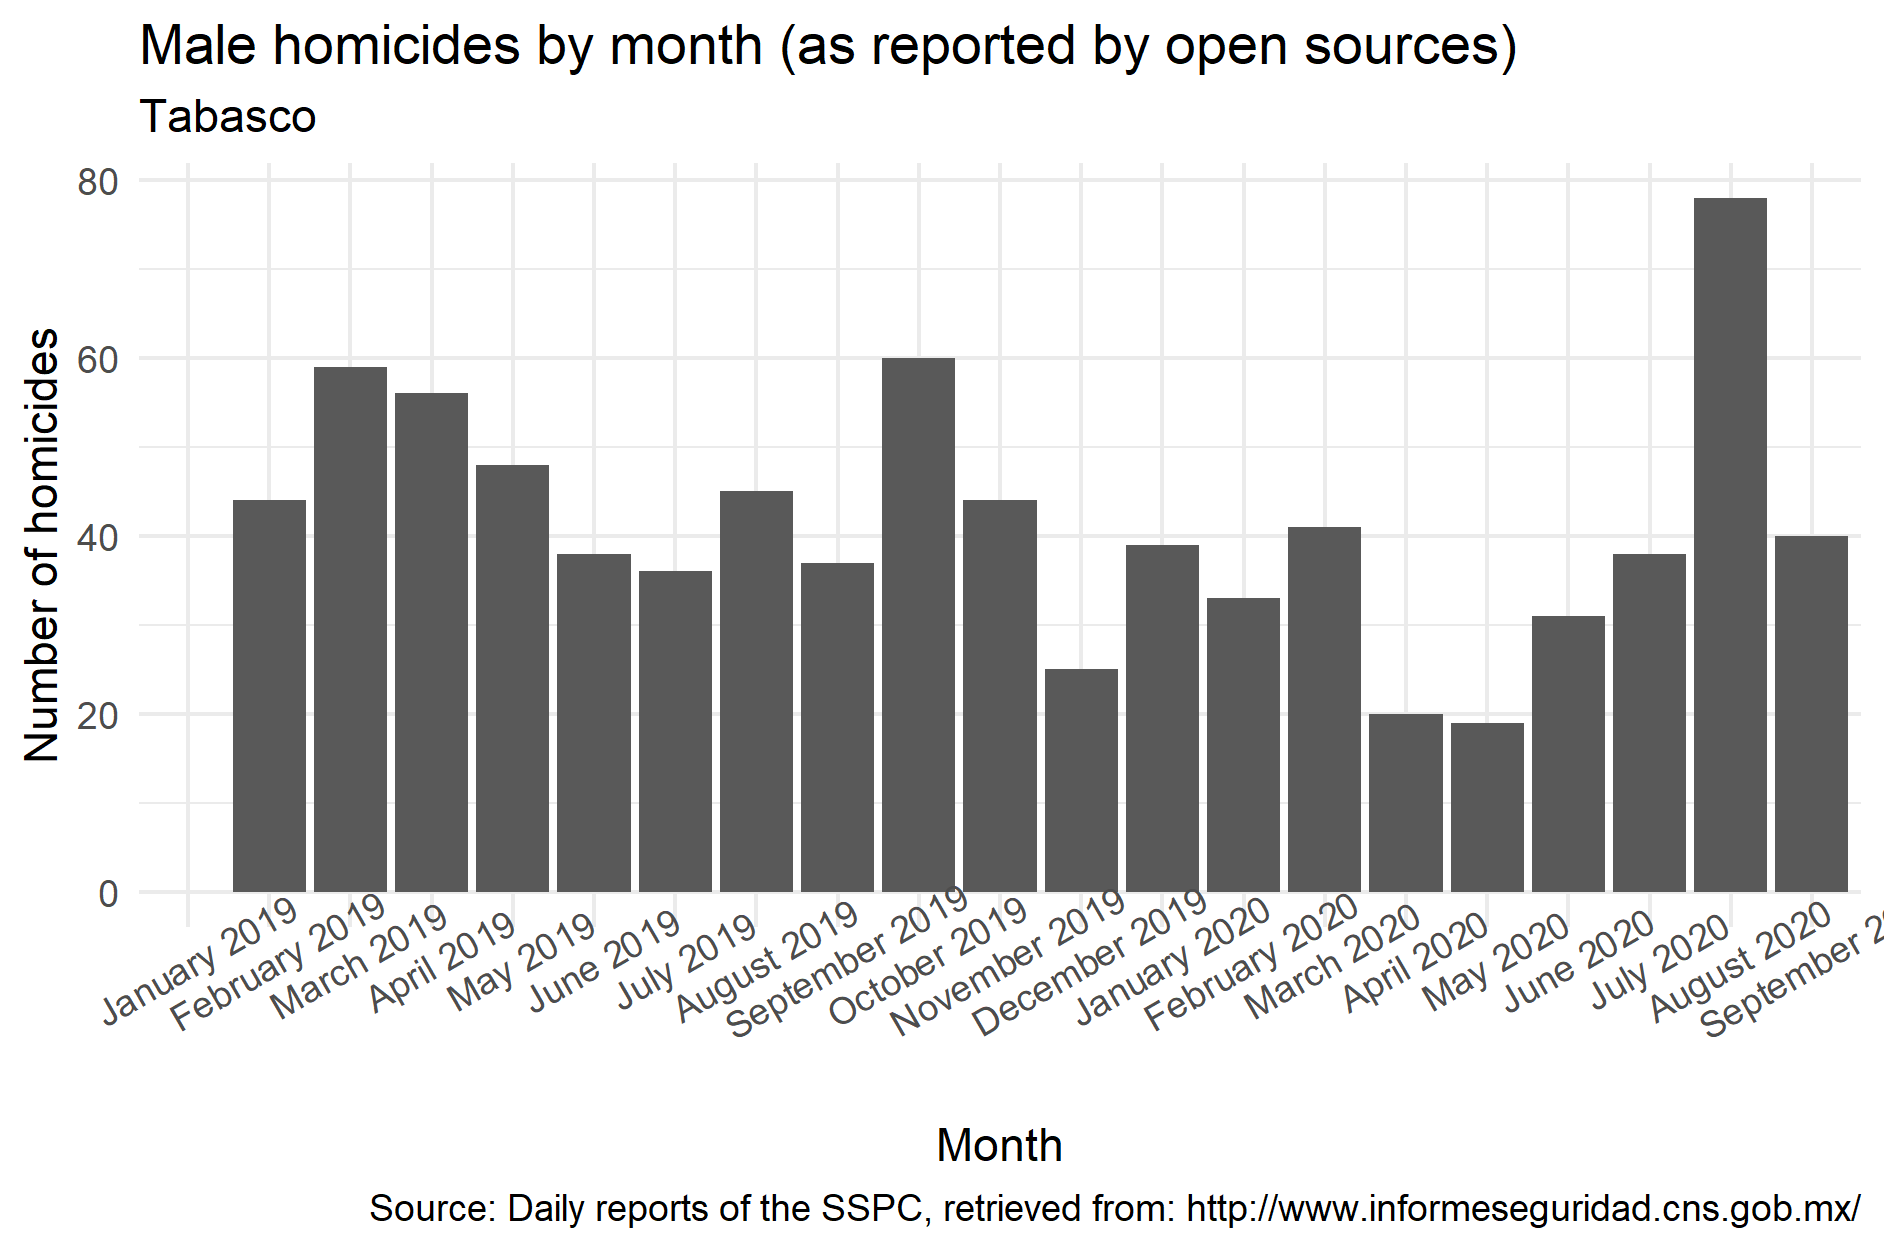 Male homicides by month (as reported by open sources)
Tabasco
Number of homicides
80
60
40
20
0
January 2019
February 2019
March 2019
April 2019
May 2019
June 2019
July 2019
August 2019
September 2019
October 2019
November 2019
December 2019
January 2020
February 2020
March 2020
April 2020
May 2020
June 2020
July 2020
August 2020
September
Month
Source: Daily reports of the SSPC, retrieved from: http://www.informeseguridad.cns.gob.mx/